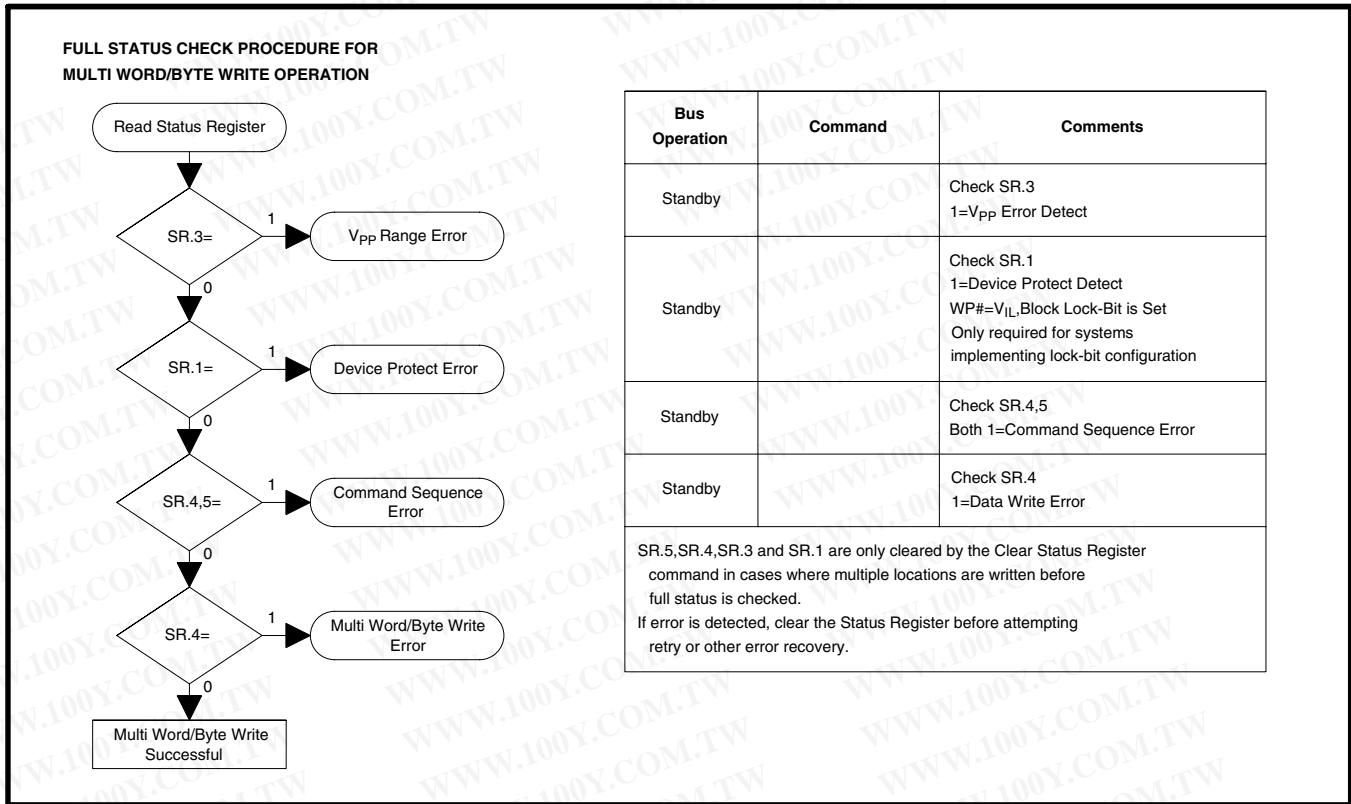 FULL STATUS CHECK PROCEDURE FOR
MULTI WORD/BYTE WRITE OPERATION
Read Status Register
SR.3=
1
VPP Range Error
0
SR.1=
1
Device Protect Error
0
SR.4,5=
1
Command Sequence
Error
0
SR.4=
1
Multi Word/Byte Write
Error
0
Multi Word/Byte Write
Successful
Bus
Operation
Command
Comments
Standby
Check SR.3
1=VPP Error Detect
Standby
Check SR.1
1=Device Protect Detect
WP#=VIL,Block Lock-Bit is Set
Only required for systems
implementing lock-bit configuration
Standby
Check SR.4,5
Both 1=Command Sequence Error
Standby
Check SR.4
1=Data Write Error
SR.5,SR.4,SR.3 and SR.1 are only cleared by the Clear Status Register
command in cases where multiple locations are written before
full status is checked.
If error is detected, clear the Status Register before attempting
retry or other error recovery.
WWW.100Y.COM.TW